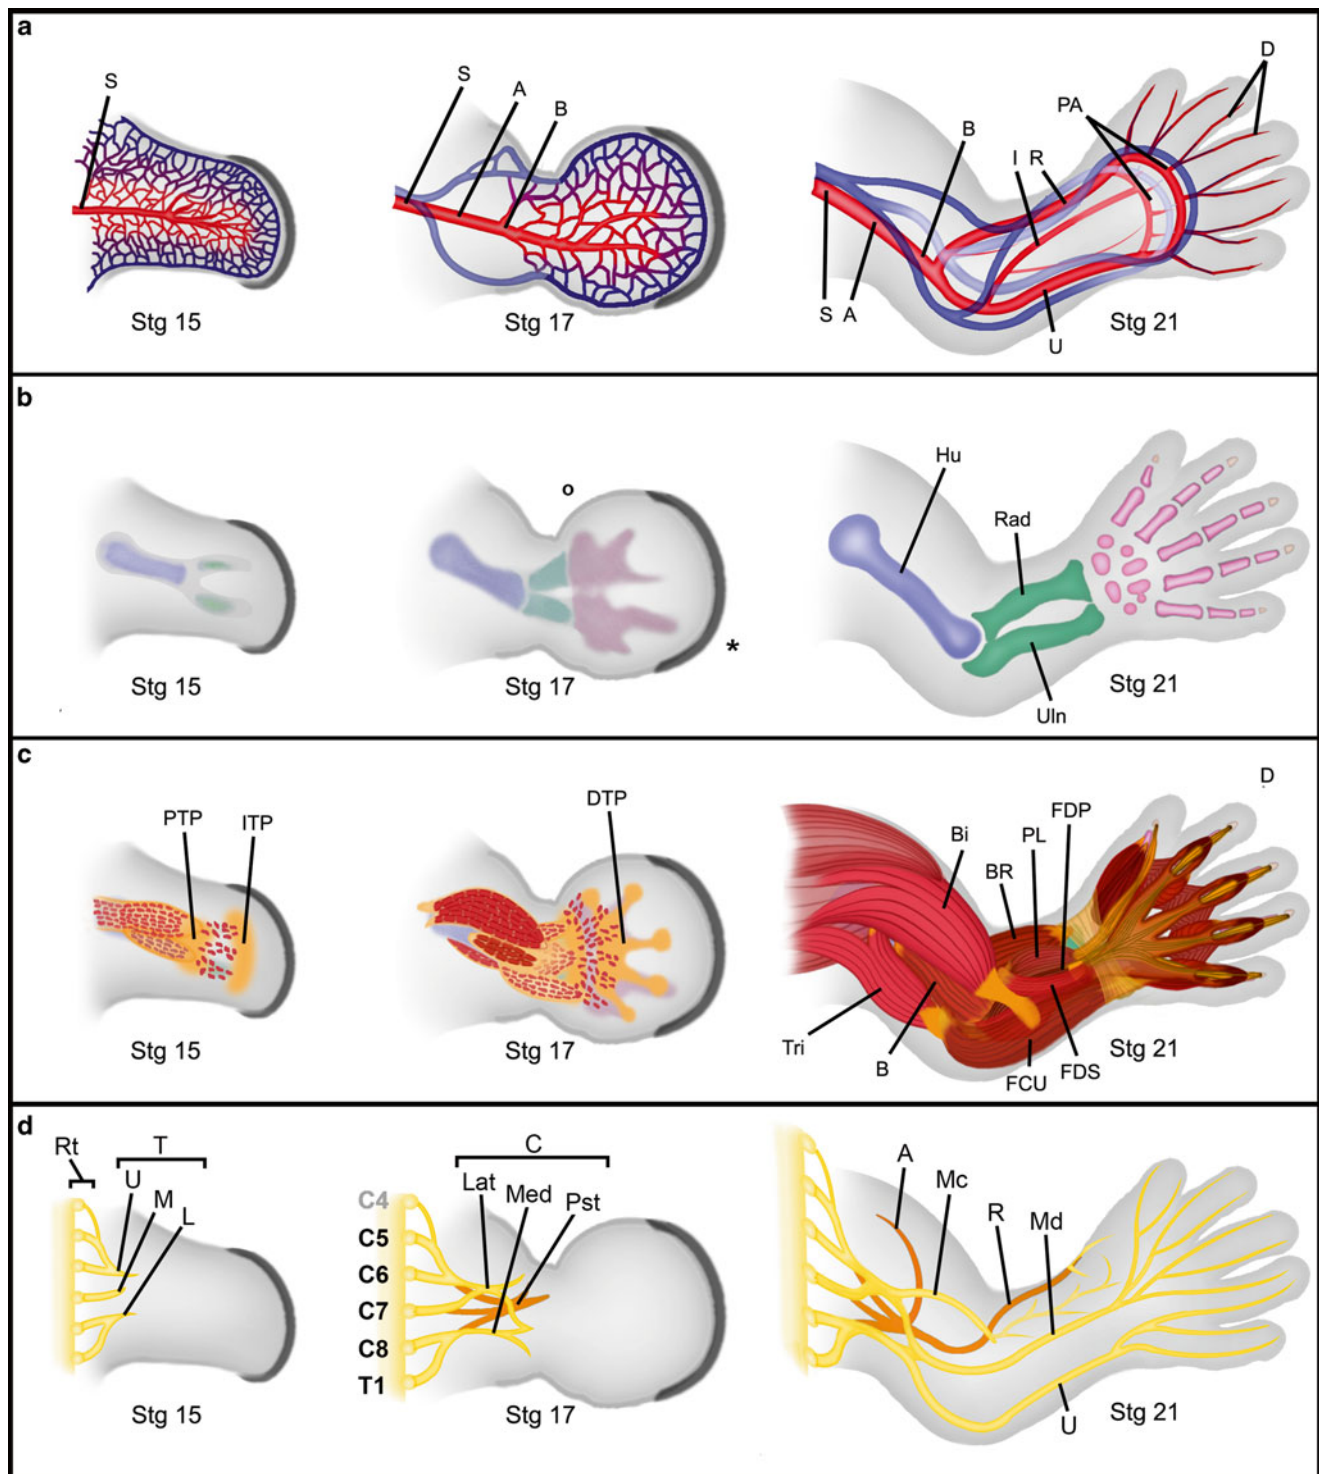 a
S
S
A
B
B
I R
PA
D
S A
U
Stg 15
Stg 17
Stg 21
b
o
Hu
Rad
*
Uln
Stg 15
Stg 17
Stg 21
c
PTP
ITP
DTP
Bi
BR
PL
FDP
D
Tri
B
FCU
FDS
Stg 15
Stg 17
Stg 21
d
Rt
T
U
M
L
C
Lat
Med
Pst
C4
C5
C6
C7
C8
T1
A
Mc
R
Md
U
Stg 15
Stg 17
Stg 21